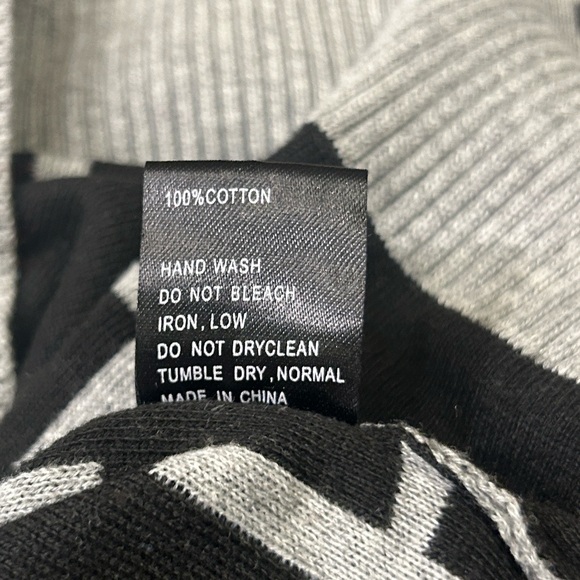 100%COTTON
HAND WASH
DO NOT BLEACH
IRON, LOW
DO NOT DRYCLEAN
TUMBLE DRY, NORMAL
MADE IN CHINA